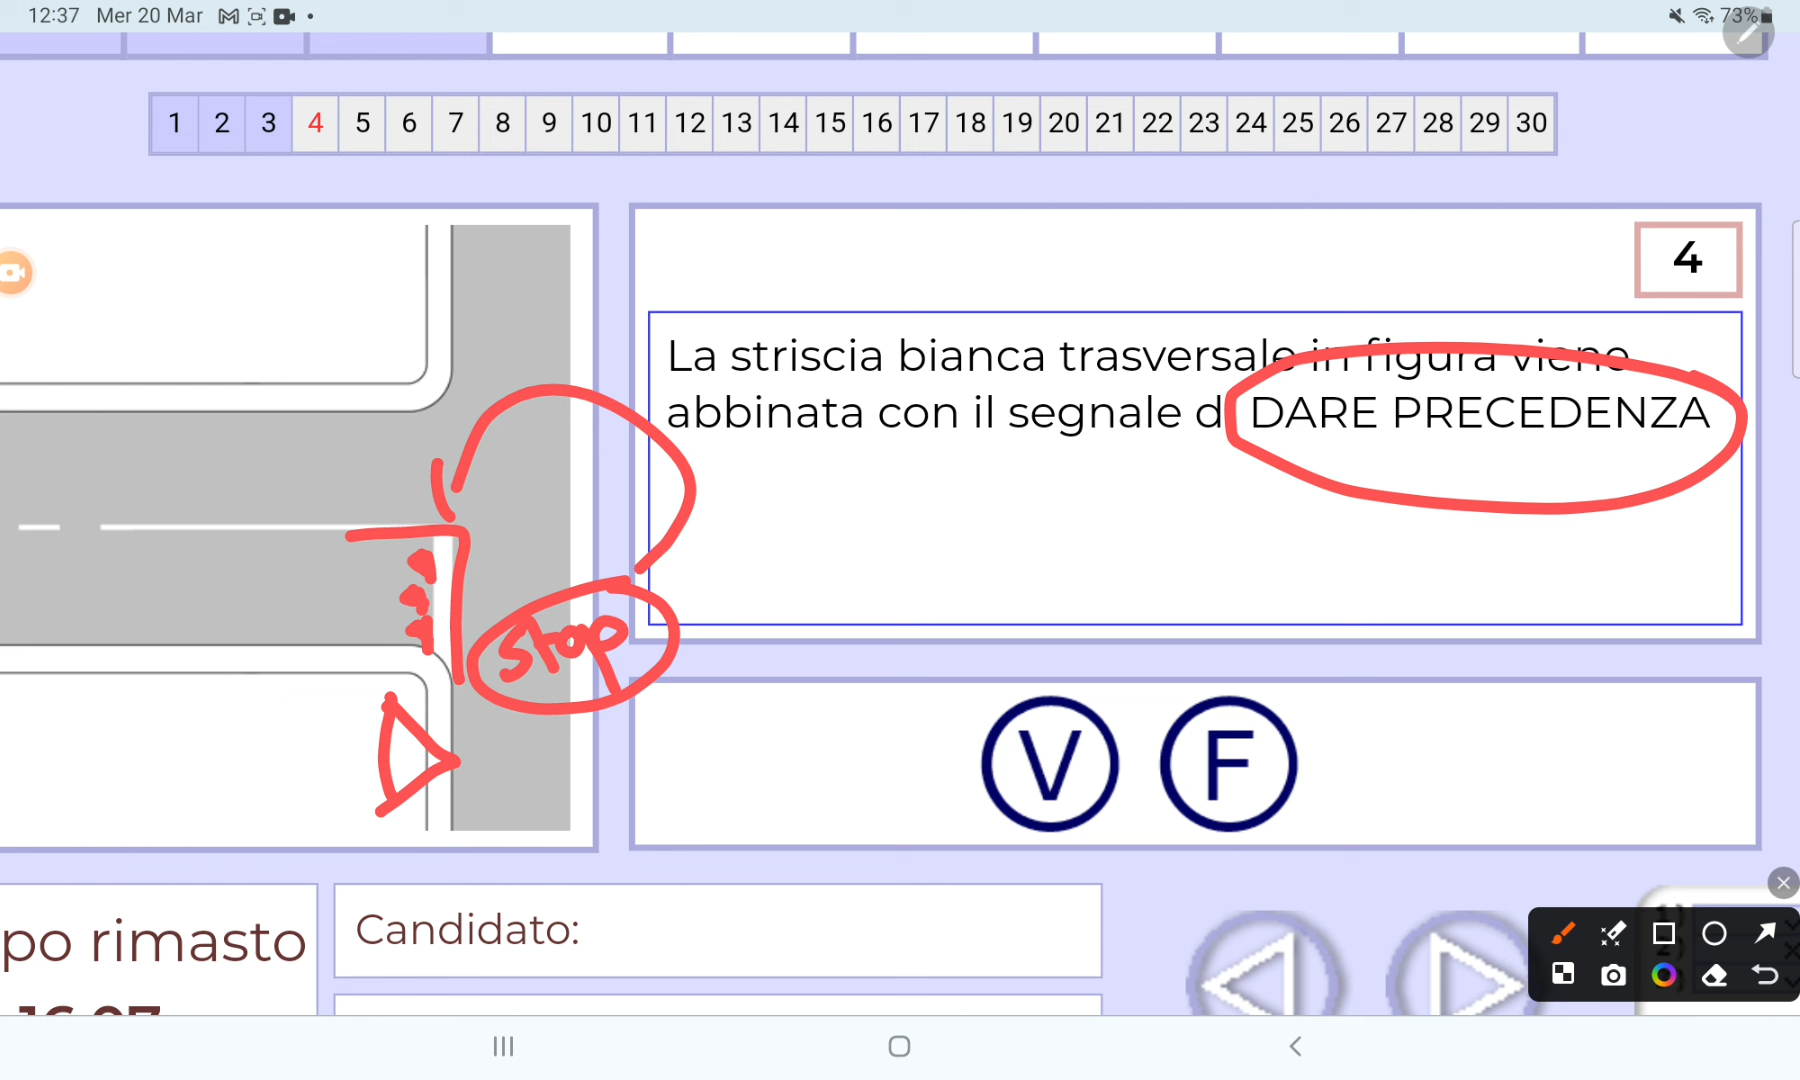 12:37 Mer 20 Mar
73%
1 2 3 4 5 6 7 8 9 10 11 12 13 14 15 16 17 18 19 20 21 22 23 24 25 26 27 28 29 30
4
La striscia bianca trasversale in figura viene
abbinata con il segnale d DARE PRECEDENZA
stop
V F
po rimasto
Candidato: